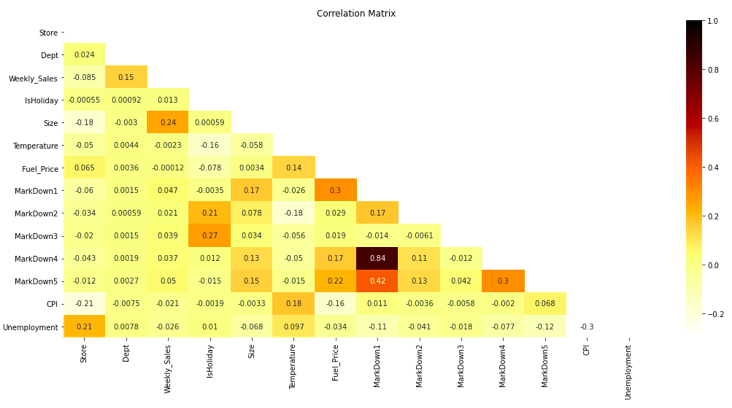 Correlation Matrix
Store
Dept 0.024
Weekly_Sales -0.085 0.15
IsHoliday -0.00055 0.00092 0.013
Size -0.18 -0.003 0.24 0.00059
Temperature -0.05 0.0044 -0.0023 -0.16 -0.058
Fuel_Price 0.065 0.0036 -0.00012 -0.078 0.0034 0.14
MarkDown1 -0.06 0.0015 0.047 -0.0035 0.17 -0.026 0.3
MarkDown2 -0.034 0.00059 0.021 0.21 0.078 -0.18 0.029 0.17
MarkDown3 -0.02 0.0015 0.039 0.27 0.034 -0.056 0.019 -0.014 -0.0061
MarkDown4 -0.043 0.0019 0.037 0.012 0.13 -0.05 0.17 0.84 0.11 -0.012
MarkDown5 -0.012 0.0027 0.05 -0.015 0.15 -0.015 0.22 0.42 0.13 0.042 0.3
CPI -0.21 -0.0075 -0.021 -0.0019 -0.0033 0.18 -0.16 0.011 -0.0036 -0.0058 -0.002 0.068
Unemployment 0.21 0.0078 -0.026 0.01 -0.068 0.097 -0.034 -0.11 -0.041 -0.018 -0.077 -0.12 -0.3
Store Dept Weekly_Sales IsHoliday Size Temperature Fuel_Price MarkDown1 MarkDown2 MarkDown3 MarkDown4 MarkDown5 CPI Unemployment
1.0
0.8
0.6
0.4
0.2
0.0
−0.2